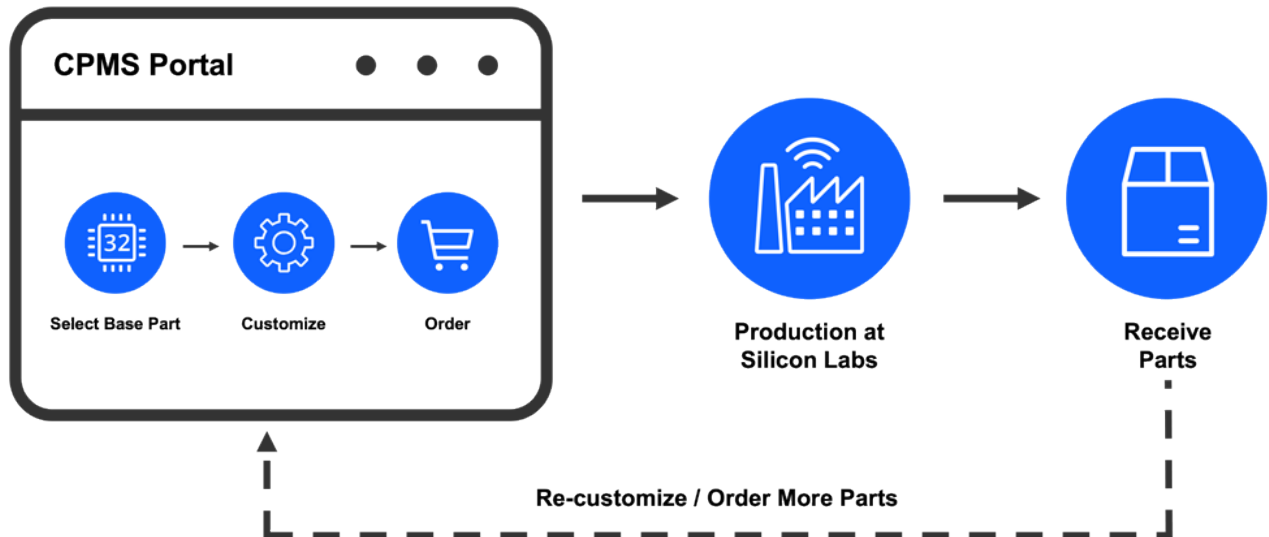 CPMS Portal
32
Select Base Part
Customize
Order
Production at
Silicon Labs
Receive
Parts
Re-customize / Order More Parts